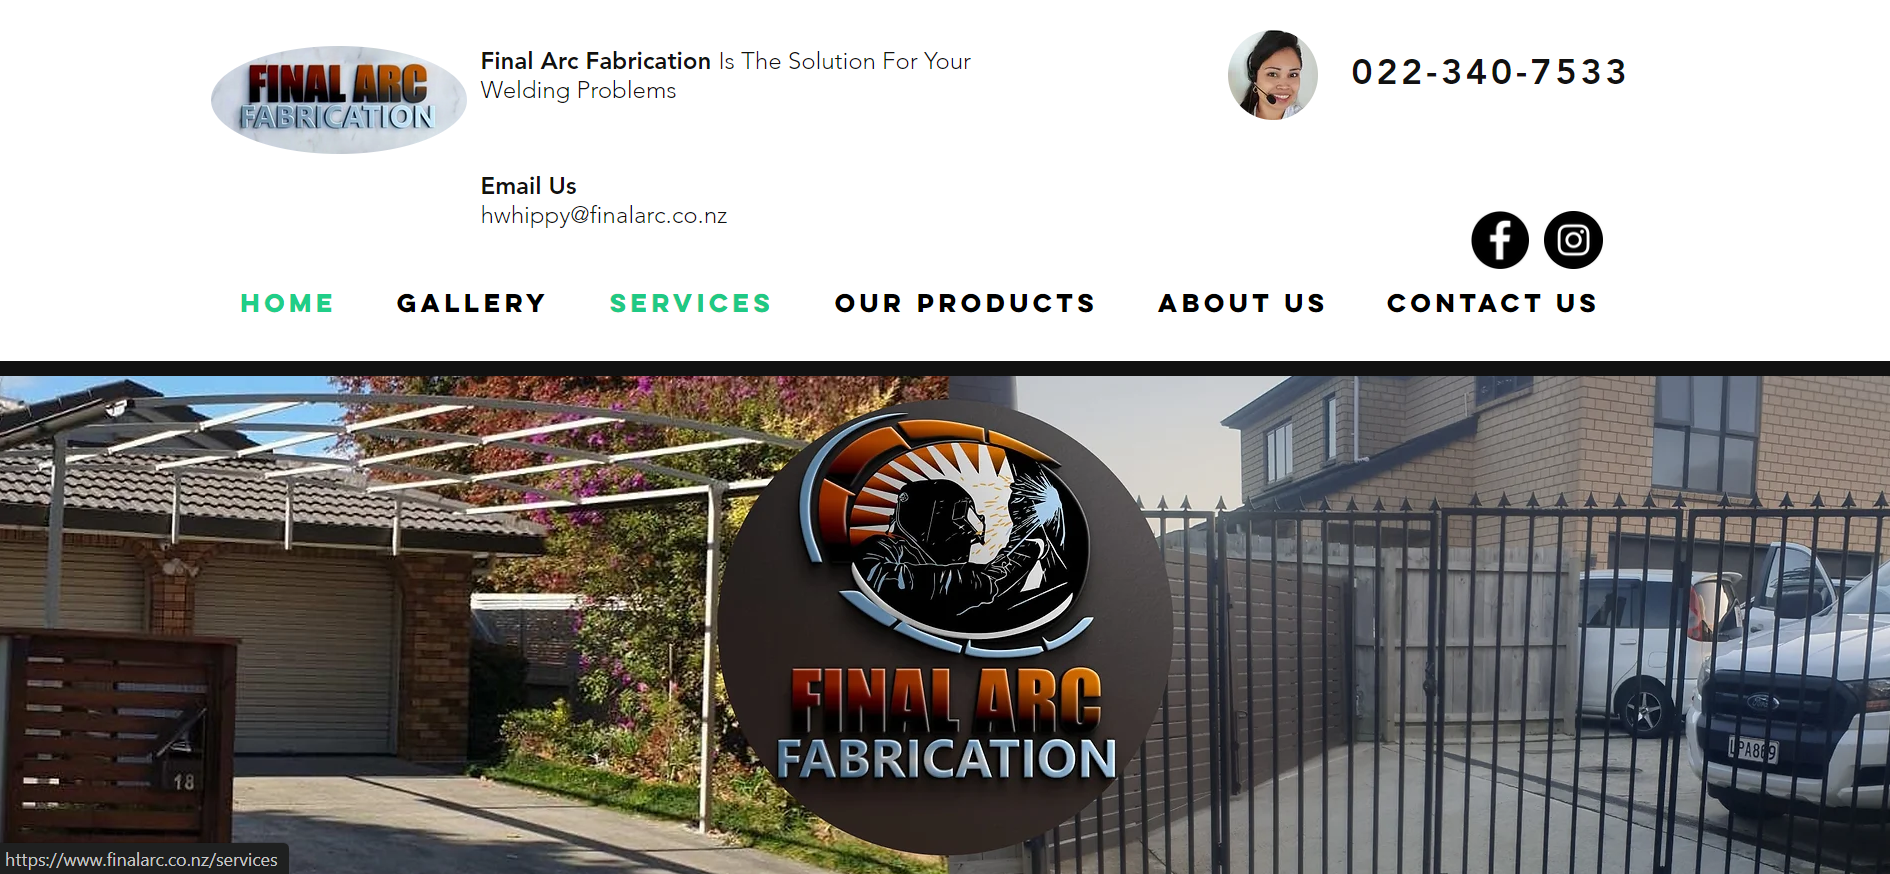 FINAL ARC
FABRICATION
Final Arc Fabrication Is The Solution For Your
Welding Problems
022-340-7533
Email Us
hwhippy@finalarc.co.nz
HOME
GALLERY
SERVICES
OUR PRODUCTS
ABOUT US
CONTACT US
FINAL ARC
FABRICATION
18
LPA869
https://www.finalarc.co.nz/services